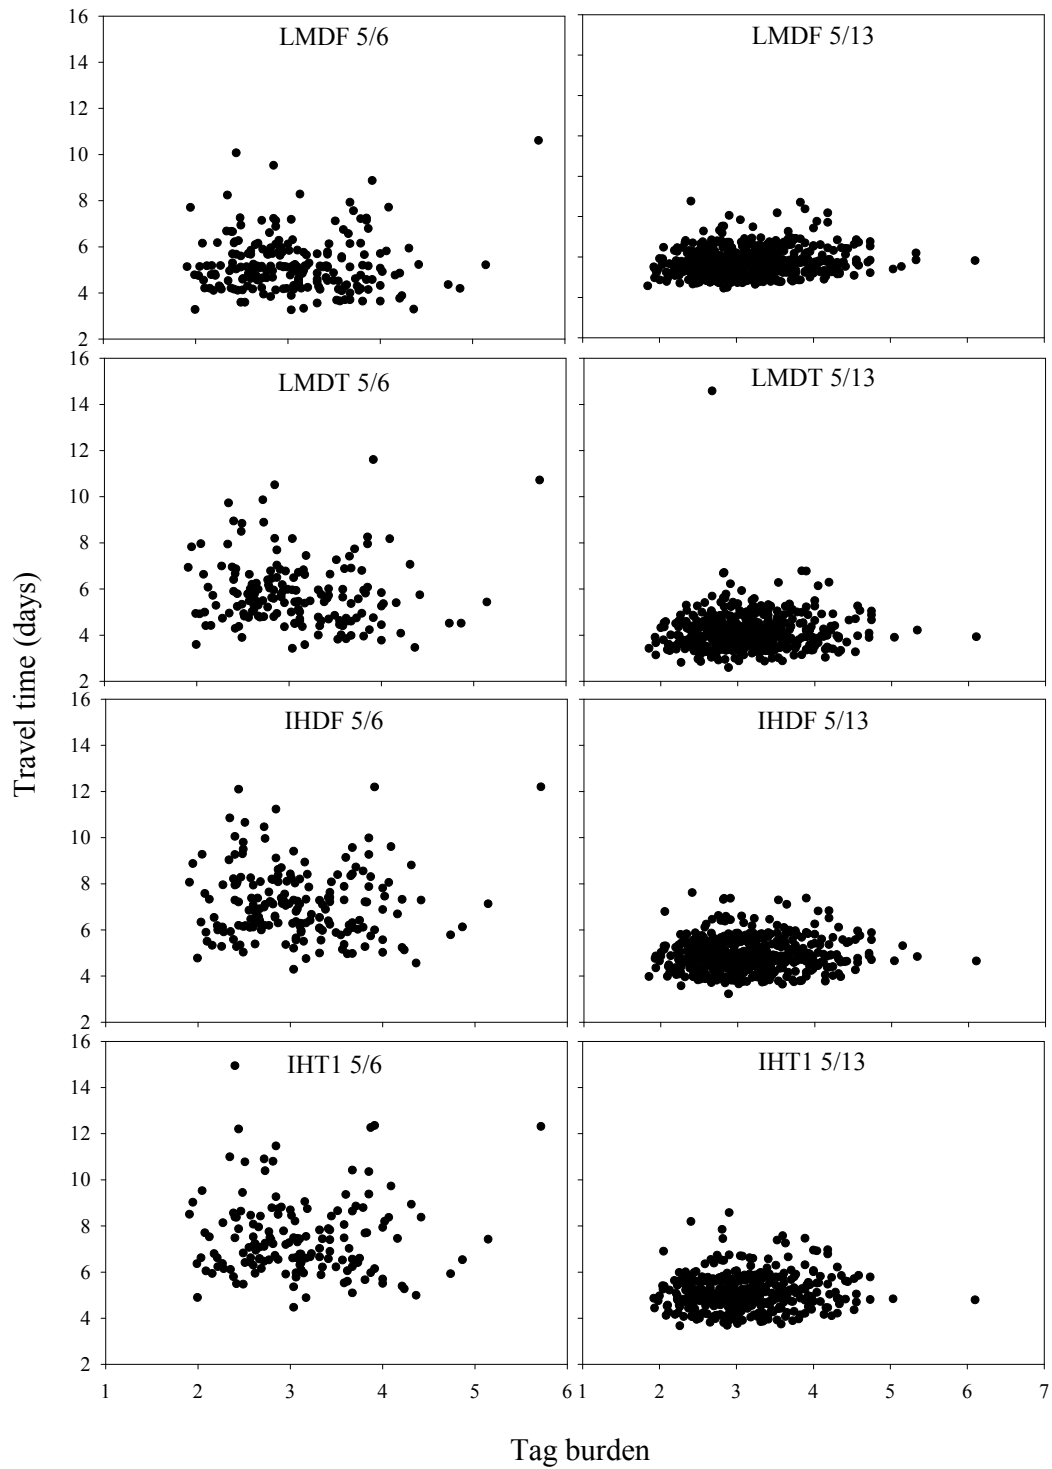 16
14
12
10
8
6
4
2
LMDF 5/6
LMDF 5/13
16
14
12
10
8
6
4
2
LMDT 5/6
LMDT 5/13
16
14
12
10
8
6
4
2
IHDF 5/6
IHDF 5/13
16
14
12
10
8
6
4
2
IHT1 5/6
IHT1 5/13
Travel time (days)
1 2 3 4 5 6 1 2 3 4 5 6 7
Tag burden